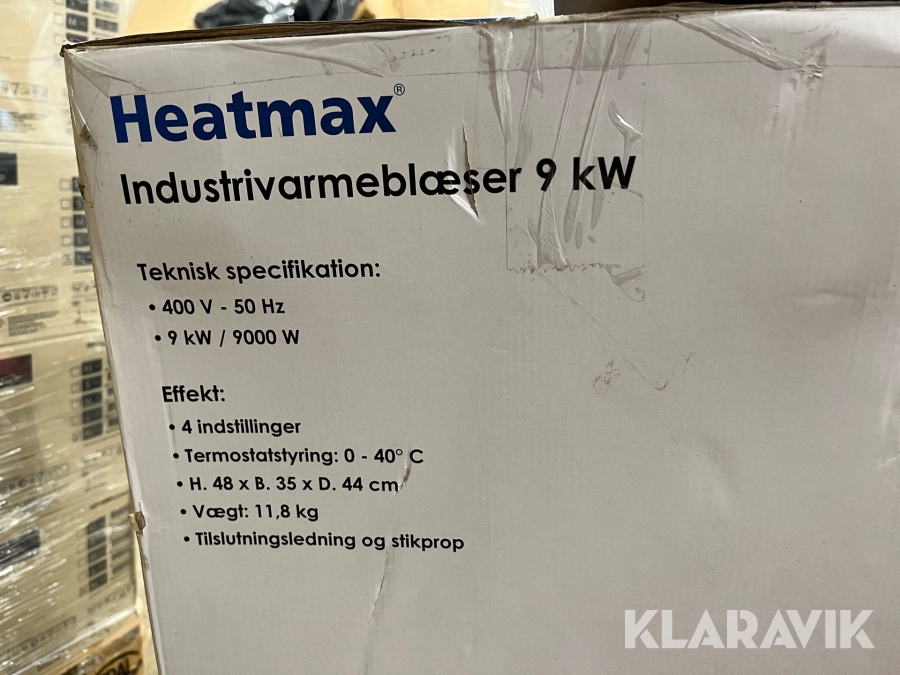 Heatmax®
Industrivarmeblæser 9 kW
Teknisk specifikation:
• 400 V - 50 Hz
• 9 kW / 9000 W
Effekt:
• 4 indstillinger
• Termostatstyring: 0 - 40° C
• H. 48 x B. 35 x D. 44 cm
• Vægt: 11,8 kg
• Tilslutningsledning og stikprop
KLARAVIK